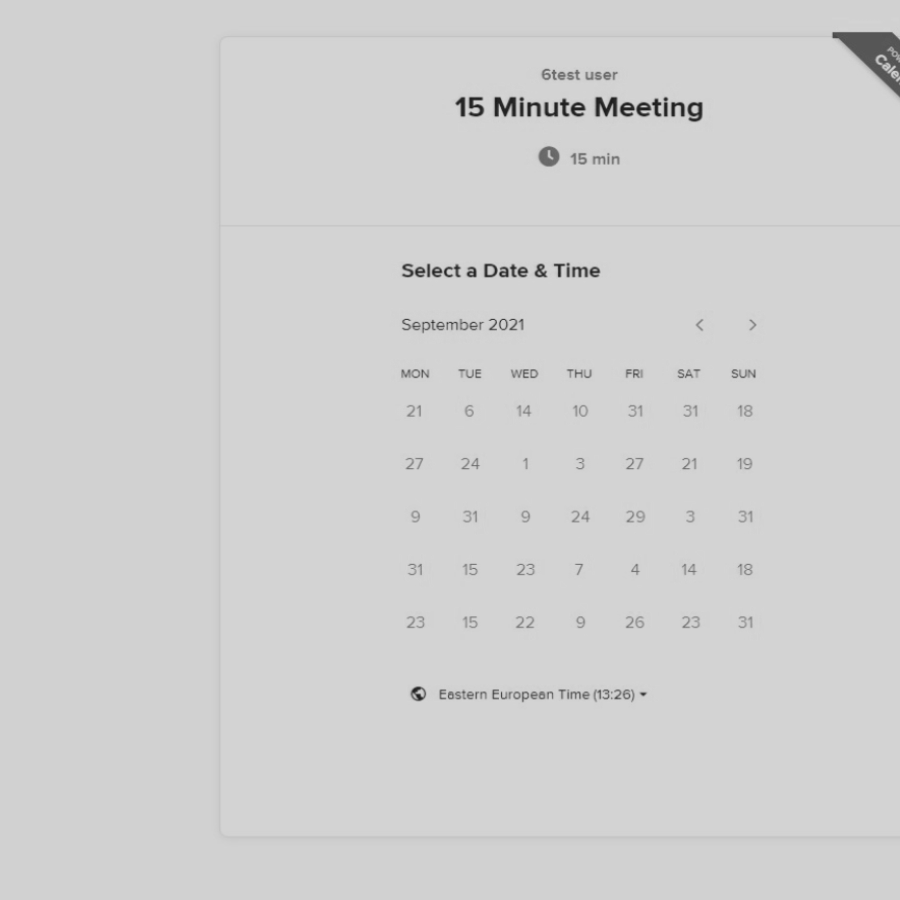 6test user
15 Minute Meeting
15 min
Select a Date & Time
September 2021
MON TUE WED THU FRI SAT SUN
21 6 14 10 31 31 18
27 24 1 3 27 21 19
9 31 9 24 29 3 31
31 15 23 7 4 14 18
23 15 22 9 26 23 31
Eastern European Time (13:26)